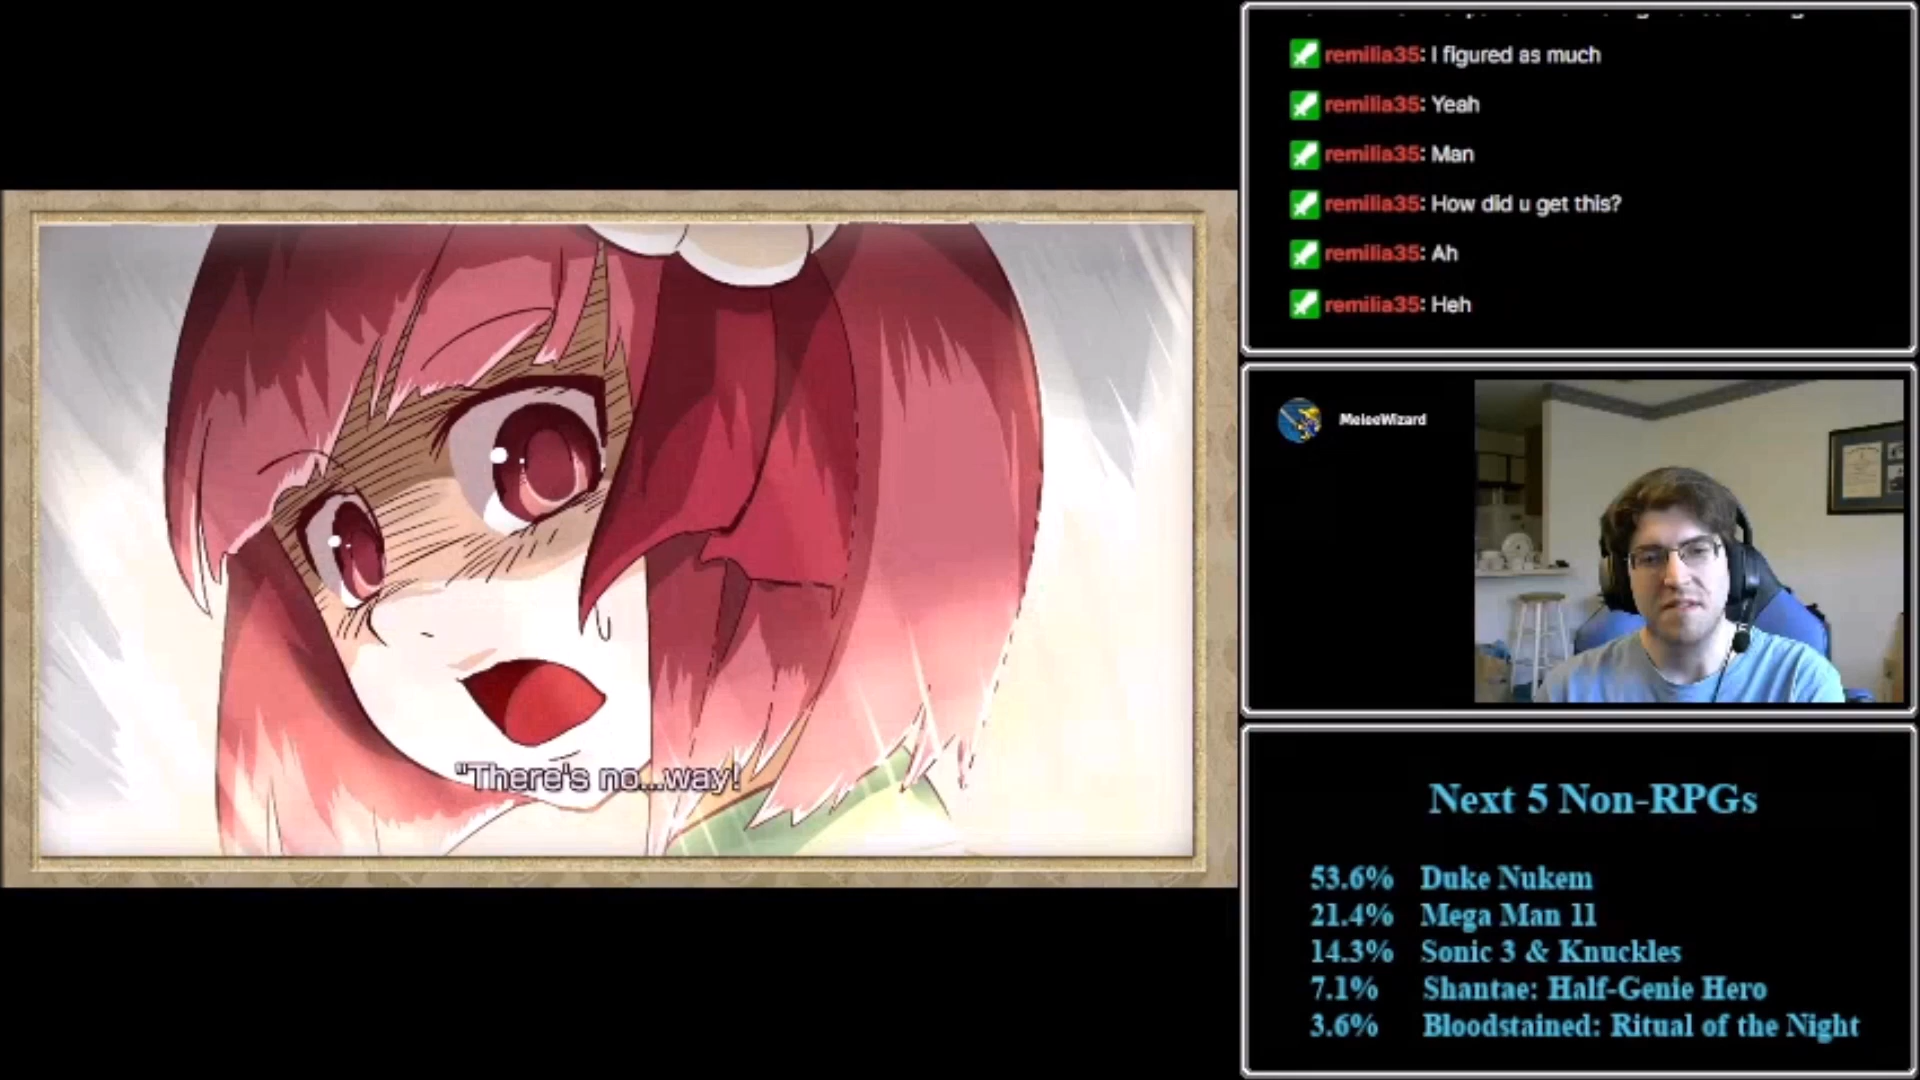 remilia35: I figured as much
remilia35: Yeah
remilia35: Man
remilia35: How did u get this?
remilia35: Ah
remilia35: Heh
MeleeWizard
"There's no...way!
Next 5 Non-RPGs
53.6% Duke Nukem
21.4% Mega Man 11
14.3% Sonic 3 & Knuckles
7.1% Shantae: Half-Genie Hero
3.6% Bloodstained: Ritual of the Night